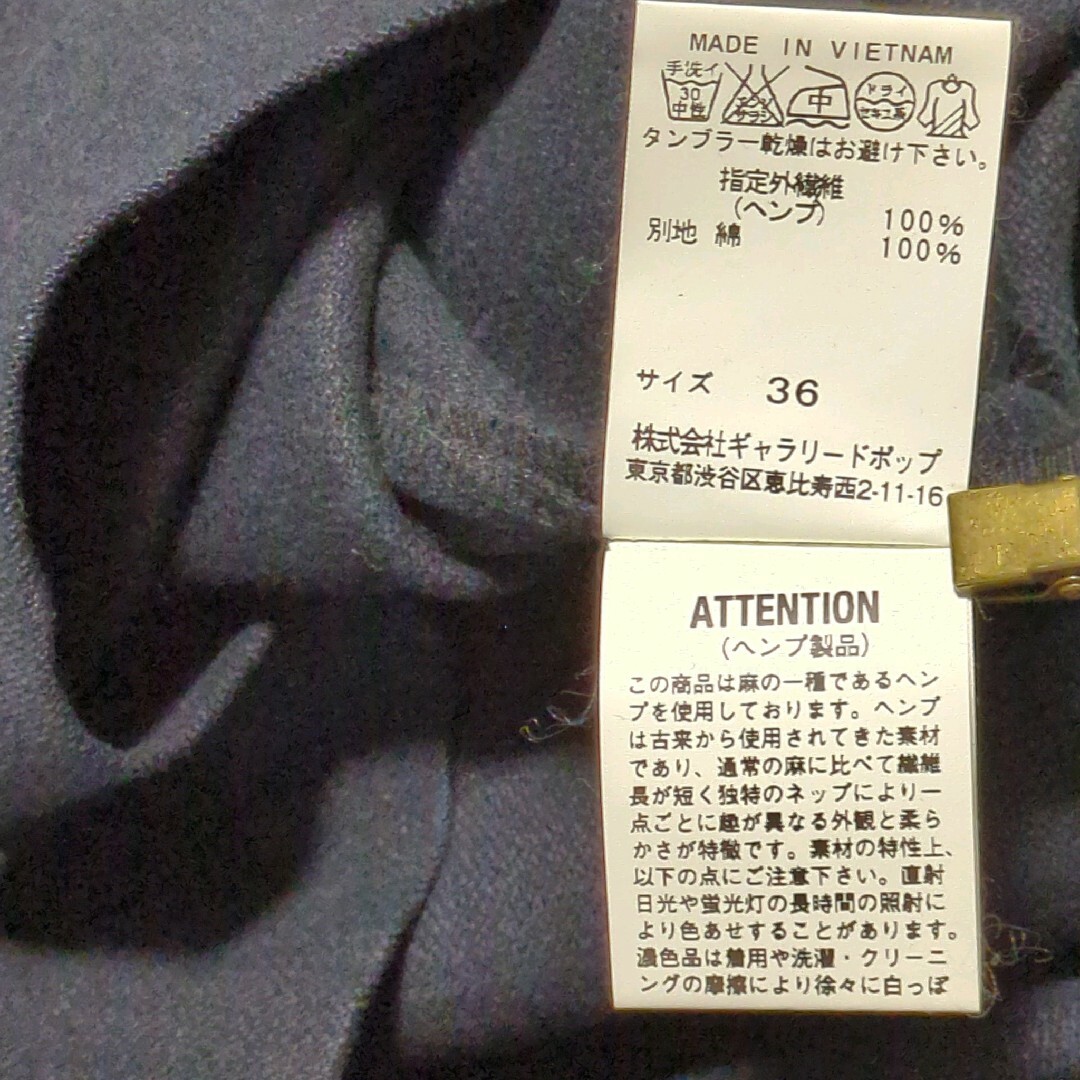 MADE IN VIETNAM
手洗イ
30
中性
エンソ
サラシ
中
ドライ
セキユ系
タンブラー乾燥はお避け下さい。
指定外繊維
(ヘンプ) 100%
別地 綿 100%
サイズ 36
株式会社ギャラリードポップ
東京都渋谷区恵比寿西2-11-16
ATTENTION
(ヘンプ製品)
この商品は麻の一種であるヘン
プを使用しております。ヘンプ
は古来から使用されてきた素材
であり、通常の麻に比べて繊維
長が短く独特のネップにより一
点ごとに趣が異なる外観と柔ら
かさが特徴です。素材の特性上、
以下の点にご注意下さい。直射
日光や蛍光灯の長時間の照射に
より色あせすることがあります。
濃色品は着用や洗濯・クリーニ
ングの摩擦により徐々に白っぽ